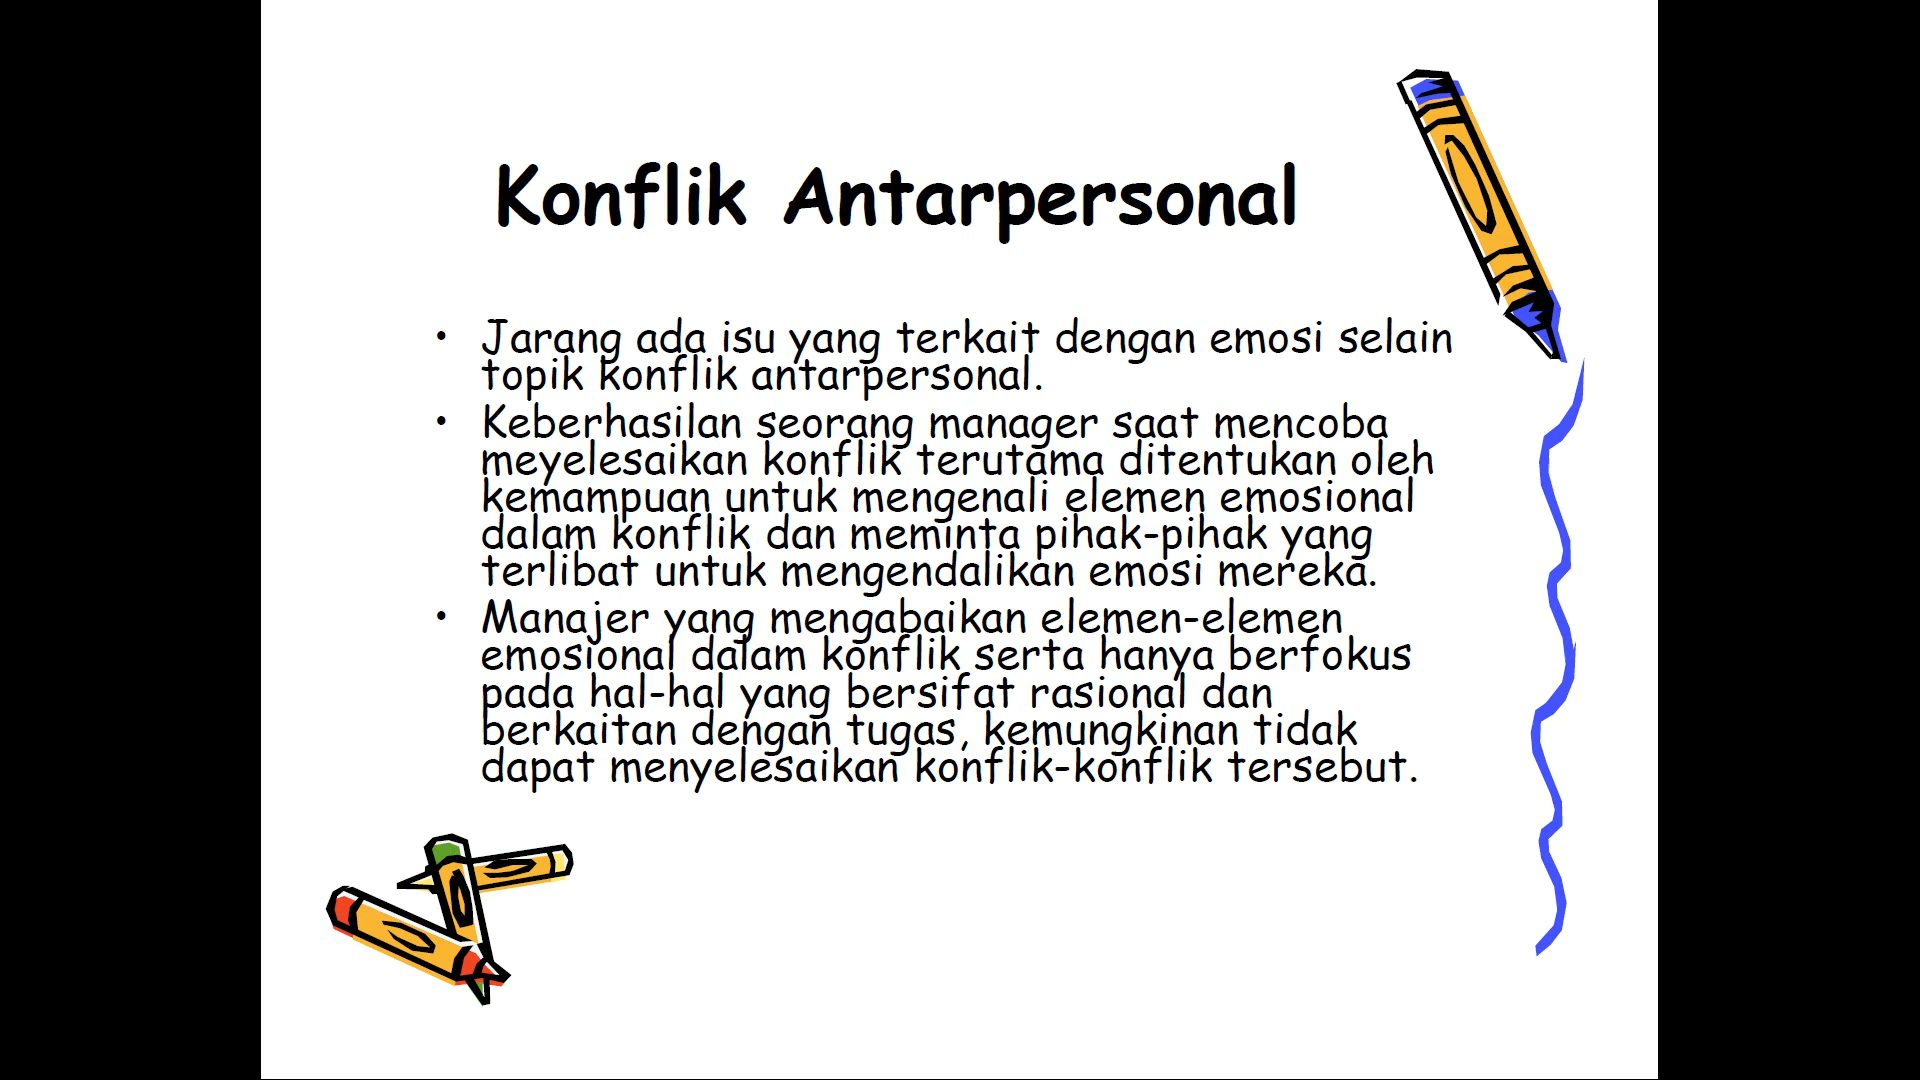 Konflik Antarpersonal
• Jarang ada isu yang terkait dengan emosi selain
topik konflik antarpersonal.
• Keberhasilan seorang manager saat mencoba
meyelesaikan konflik terutama ditentukan oleh
kemampuan untuk mengenali elemen emosional
dalam konflik dan meminta pihak-pihak yang
terlibat untuk mengendalikan emosi mereka.
• Manajer yang mengabaikan elemen-elemen
emosional dalam konflik serta hanya berfokus
pada hal-hal yang bersifat rasional dan
berkaitan dengan tugas, kemungkinan tidak
dapat menyelesaikan konflik-konflik tersebut.